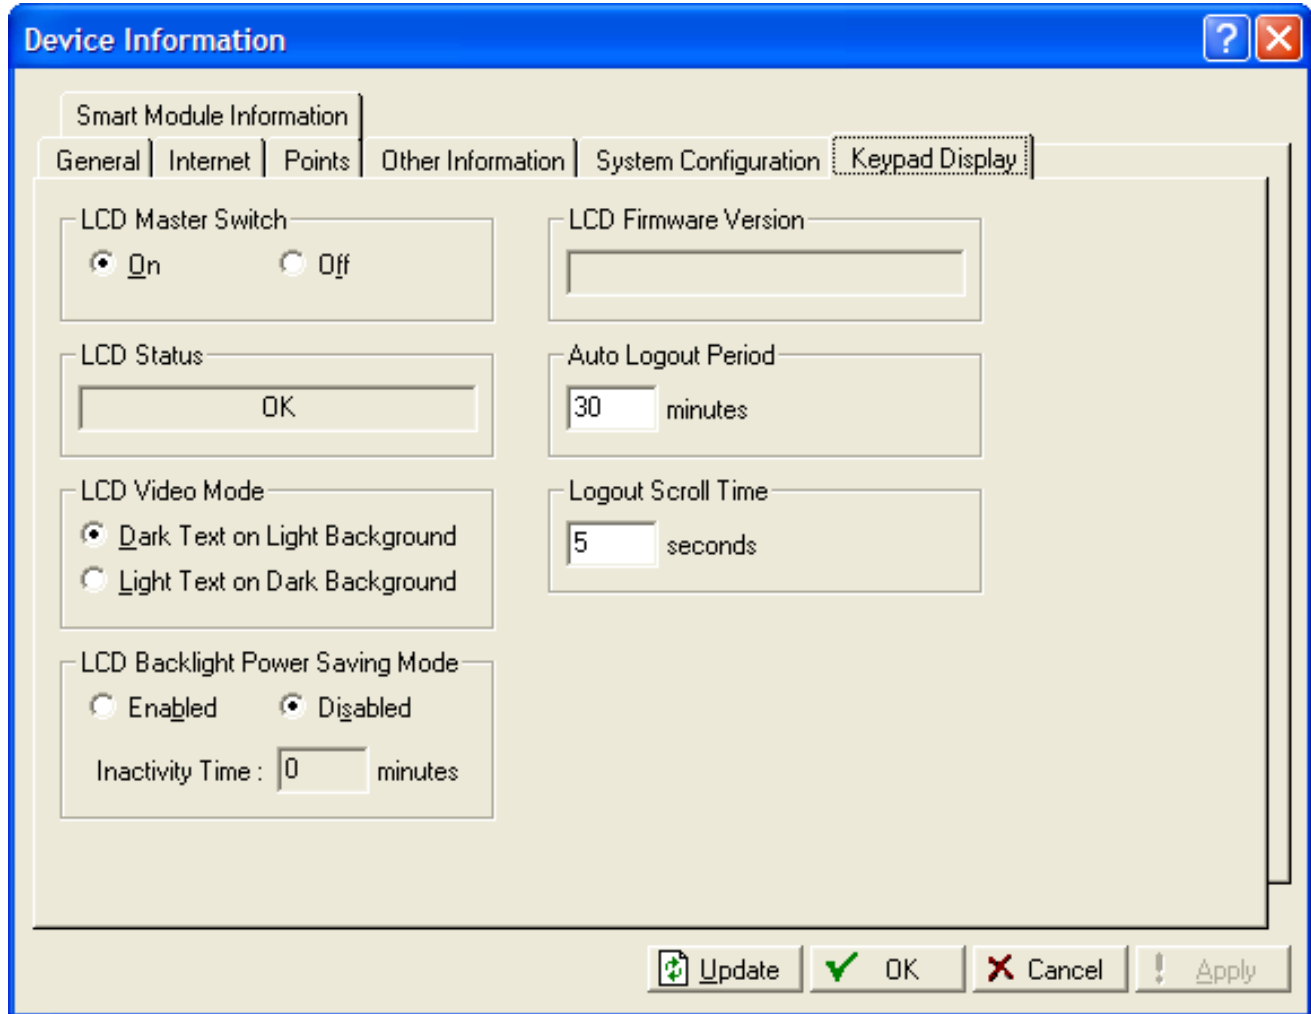 Device Information
Smart Module Information
General Internet Points Other Information System Configuration Keypad Display
LCD Master Switch
On Off
LCD Status
OK
LCD Video Mode
Dark Text on Light Background
Light Text on Dark Background
LCD Backlight Power Saving Mode
Enabled Disabled
Inactivity Time : 0 minutes
LCD Firmware Version
Auto Logout Period
30 minutes
Logout Scroll Time
5 seconds
Update OK Cancel Apply